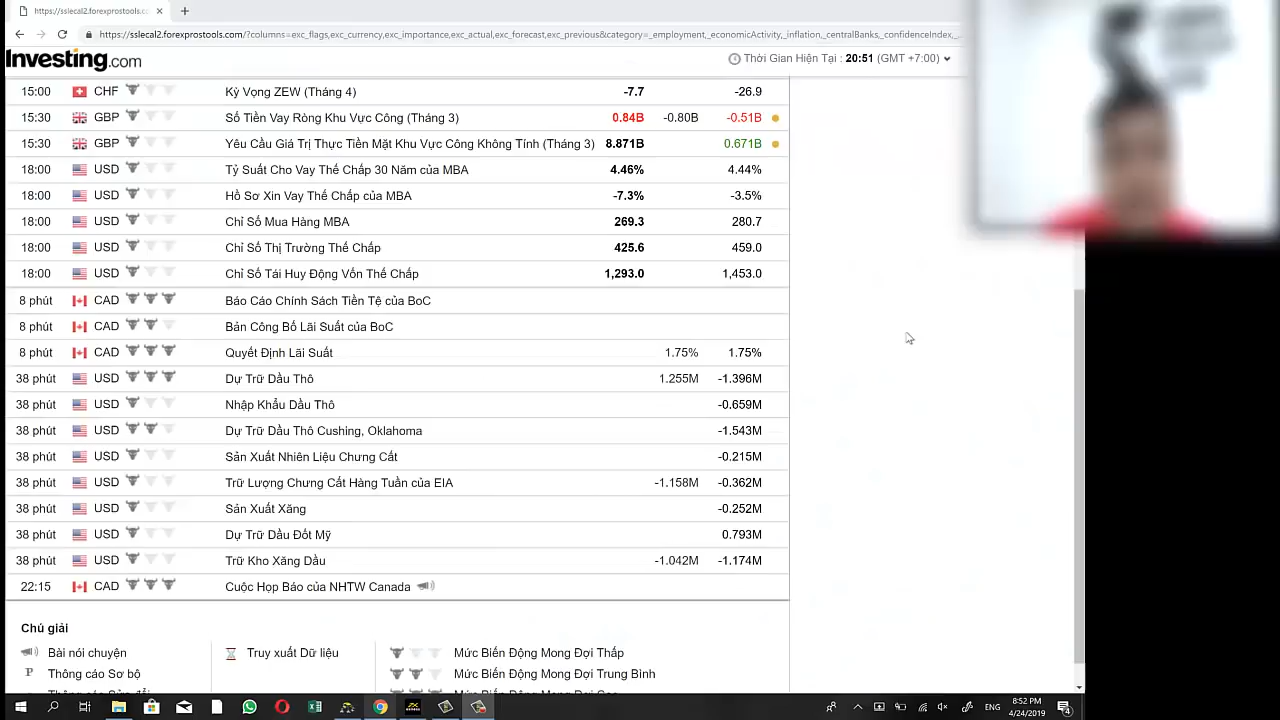 https://sslecal2.forexprostools.c
https://sslecal2.forexprostools.com/?columns=exc_flags,exc_currency,exc_importance,exc_actual,exc_forecast,exc_previous&category=_employment,_economicActivity,_inflation,_centralBanks,_confidenceIndex,_...
Investing.com
Thời Gian Hiện Tại : 20:51 (GMT +7:00)
15:00 CHF Kỳ Vọng ZEW (Tháng 4) -7.7 -26.9
15:30 GBP Số Tiền Vay Ròng Khu Vực Công (Tháng 3) 0.84B -0.80B -0.51B
15:30 GBP Yêu Cầu Giá Trị Thực Tiền Mặt Khu Vực Công Không Tính (Tháng 3) 8.871B 0.671B
18:00 USD Tỷ Suất Cho Vay Thế Chấp 30 Năm của MBA 4.46% 4.44%
18:00 USD Hồ Sơ Xin Vay Thế Chấp của MBA -7.3% -3.5%
18:00 USD Chỉ Số Mua Hàng MBA 269.3 280.7
18:00 USD Chỉ Số Thị Trường Thế Chấp 425.6 459.0
18:00 USD Chỉ Số Tái Huy Động Vốn Thế Chấp 1,293.0 1,453.0
8 phút CAD Báo Cáo Chính Sách Tiền Tệ của BoC
8 phút CAD Bản Công Bố Lãi Suất của BoC
8 phút CAD Quyết Định Lãi Suất 1.75% 1.75%
38 phút USD Dự Trữ Dầu Thô 1.255M -1.396M
38 phút USD Nhập Khẩu Dầu Thô -0.659M
38 phút USD Dự Trữ Dầu Thô Cushing, Oklahoma -1.543M
38 phút USD Sản Xuất Nhiên Liệu Chưng Cất -0.215M
38 phút USD Trữ Lượng Chưng Cất Hàng Tuần của EIA -1.158M -0.362M
38 phút USD Sản Xuất Xăng -0.252M
38 phút USD Dự Trữ Dầu Đốt Mỹ 0.793M
38 phút USD Trữ Kho Xăng Dầu -1.042M -1.174M
22:15 CAD Cuộc Họp Báo của NHTW Canada
Chú giải
Bài nói chuyện Truy xuất Dữ liệu Mức Biến Động Mong Đợi Thấp
P Thông cáo Sơ bộ Mức Biến Động Mong Đợi Trung Bình
ENG 8:52 PM
4/24/2019 4